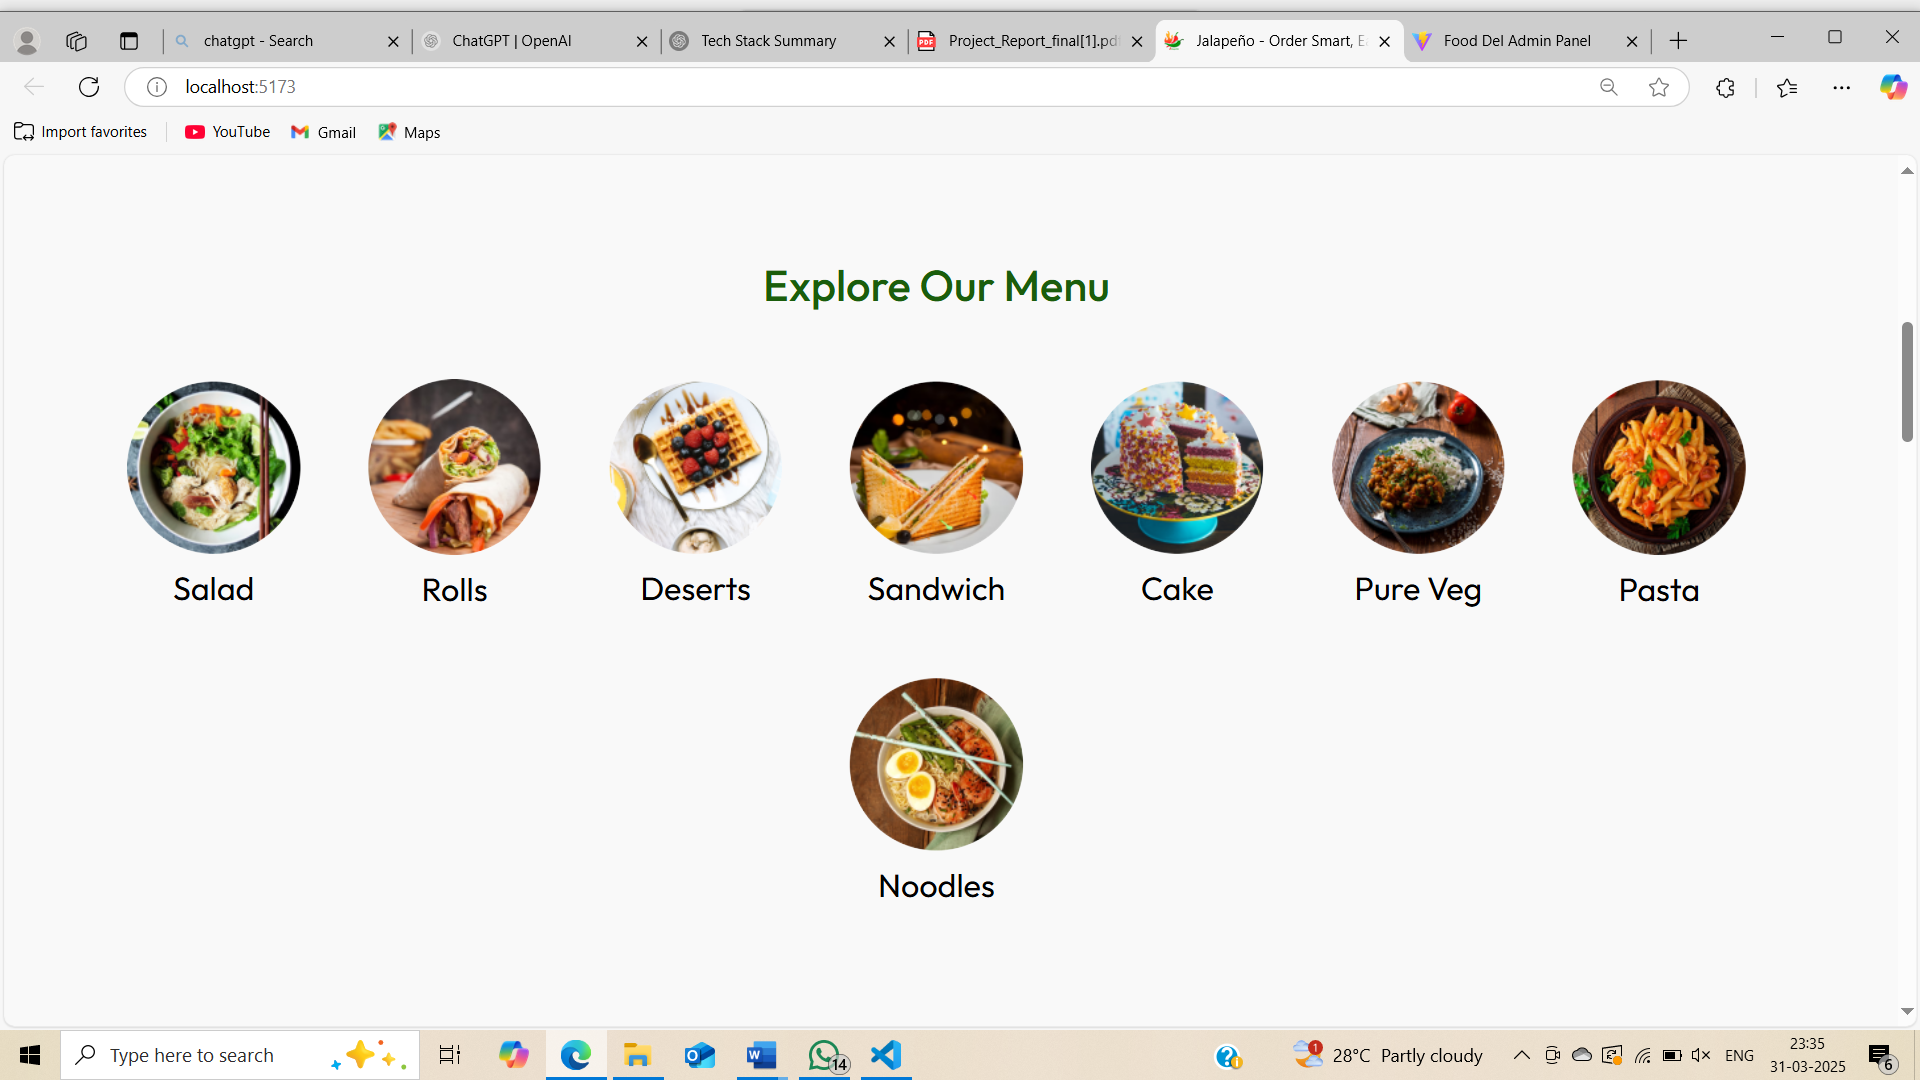 chatgpt - Search
ChatGPT | OpenAI
Tech Stack Summary
Project_Report_final[1].pdf
Jalapeño - Order Smart, E
Food Del Admin Panel
localhost:5173
Import favorites
YouTube
Gmail
Maps
Explore Our Menu
Salad
Rolls
Deserts
Sandwich
Cake
Pure Veg
Pasta
Noodles
Type here to search
14
1
28°C Partly cloudy
ENG
23:35
31-03-2025
6